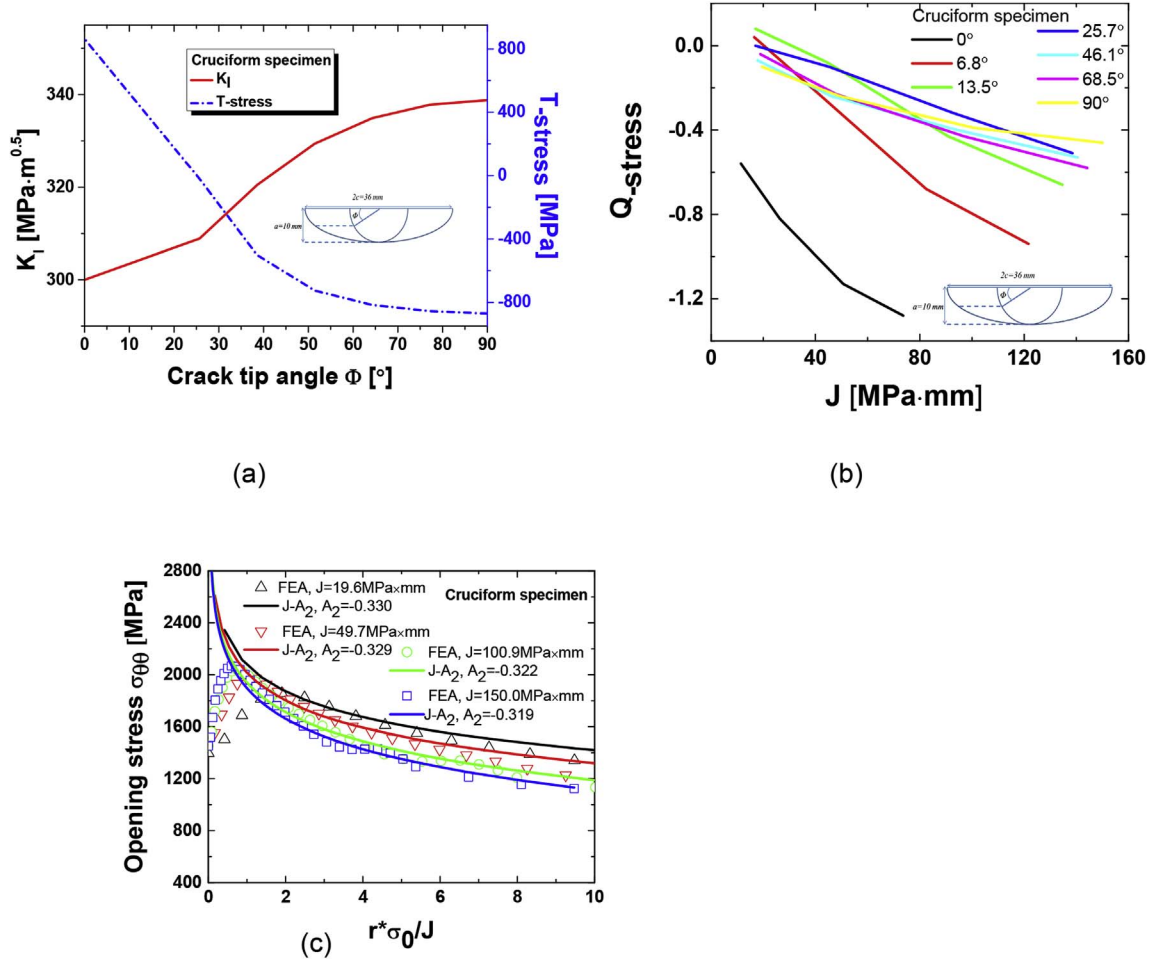 Cruciform specimen
K_I
T-stress
340
320
300
K_I [MPa·m^0.5]
800
400
0
-400
-800
T-stress [MPa]
2c=36 mm
a=10 mm
Φ
0 10 20 30 40 50 60 70 80 90
Crack tip angle Φ [°]
(a)
Cruciform specimen
0°
6.8°
13.5°
25.7°
46.1°
68.5°
90°
0.0
-0.4
-0.8
-1.2
Q-stress
2c=36 mm
a=10 mm
Φ
0 40 80 120 160
J [MPa·mm]
(b)
2800
2400
2000
1600
1200
800
400
Opening stress σ_θθ [MPa]
FEA, J=19.6MPa×mm
J-A₂, A₂=-0.330
Cruciform specimen
FEA, J=49.7MPa×mm
J-A₂, A₂=-0.329
FEA, J=100.9MPa×mm
J-A₂, A₂=-0.322
FEA, J=150.0MPa×mm
J-A₂, A₂=-0.319
0 2 4 6 8 10
r*σ₀/J
(c)